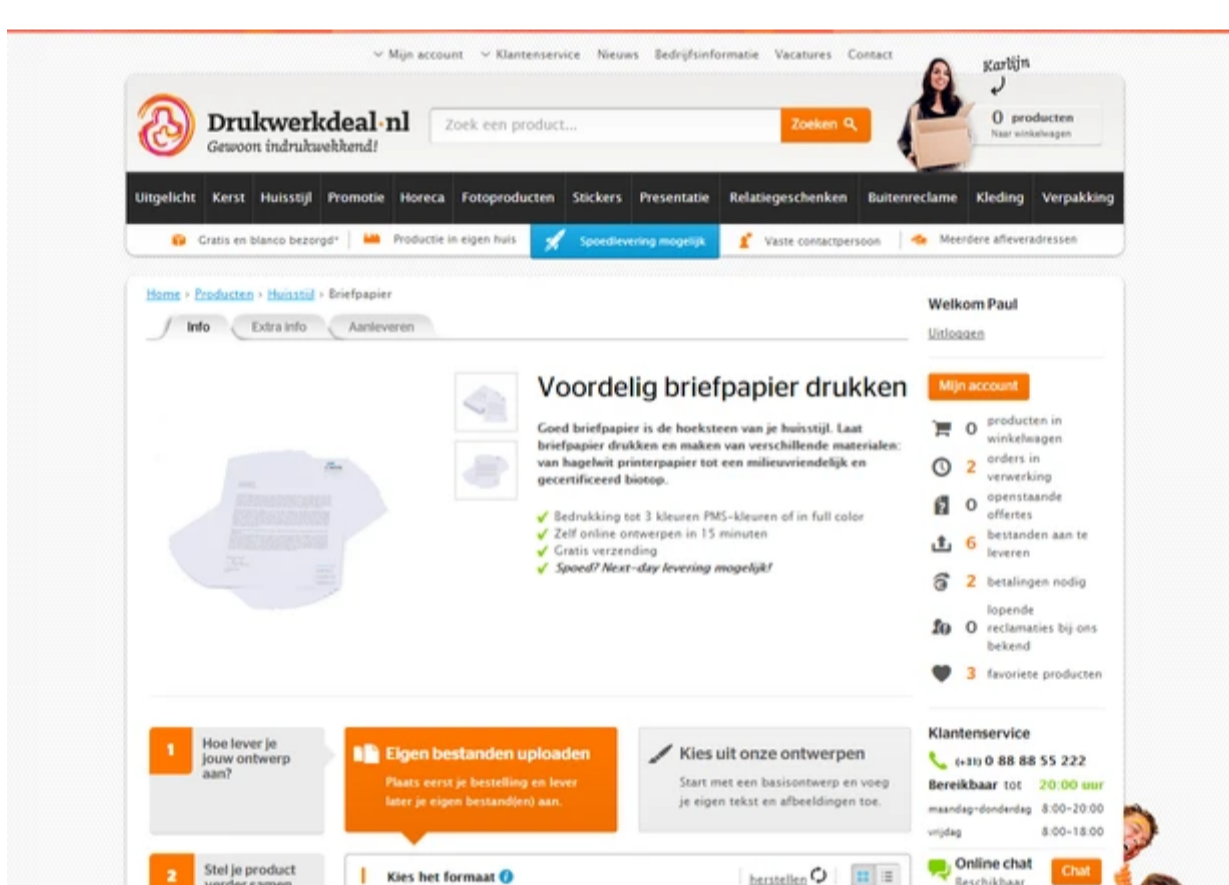 Mijn account Klantenservice Nieuws Bedrijfsinformatie Vacatures Contact
Karlijn
Drukwerkdeal.nl
Gewoon indrukwekkend!
Zoek een product...
Zoeken
0 producten
Naar winkelwagen
Uitgelicht Kerst Huisstijl Promotie Horeca Fotoproducten Stickers Presentatie Relatiegeschenken Buitenreclame Kleding Verpakking
Gratis en blanco bezorgd* Productie in eigen huis Spoedlevering mogelijk Vaste contactpersoon Meerdere afleveradressen
Home › Producten › Huisstijl › Briefpapier
Info Extra info Aanleveren
Voordelig briefpapier drukken
Goed briefpapier is de hoeksteen van je huisstijl. Laat
briefpapier drukken en maken van verschillende materialen:
van hagelwit printerpapier tot een milieuvriendelijk en
gecertificeerd biotop.
Bedrukking tot 3 kleuren PMS-kleuren of in full color
Zelf online ontwerpen in 15 minuten
Gratis verzending
Spoed? Next-day levering mogelijk!
Welkom Paul
Uitloggen
Mijn account
0 producten in
winkelwagen
2 orders in
verwerking
0 openstaande
offertes
6 bestanden aan te
leveren
2 betalingen nodig
lopende
0 reclamaties bij ons
bekend
3 favoriete producten
Klantenservice
(+31) 0 88 88 55 222
Bereikbaar tot 20:00 uur
maandag-donderdag 8:00-20:00
vrijdag 8:00-18:00
Online chat
Beschikbaar
Chat
1
Hoe lever je
jouw ontwerp
aan?
Eigen bestanden uploaden
Plaats eerst je bestelling en lever
later je eigen bestand(en) aan.
Kies uit onze ontwerpen
Start met een basisontwerp en voeg
je eigen tekst en afbeeldingen toe.
2
Stel je product
verder samen
Kies het formaat
herstellen